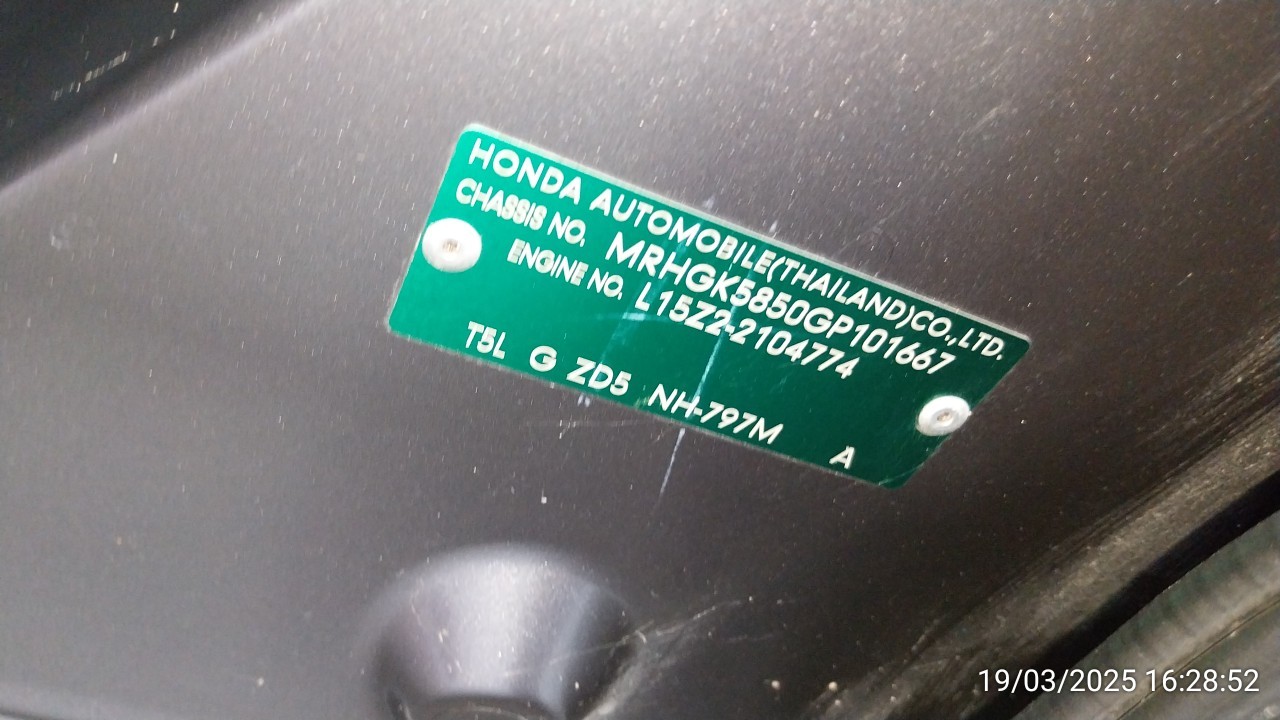 HONDA AUTOMOBILE(THAILAND)CO.,LTD.
CHASSIS NO. MRHGK5850GP101667
ENGINE NO. L15Z2-2104774
T5L G ZD5 NH-797M A
19/03/2025 16:28:52